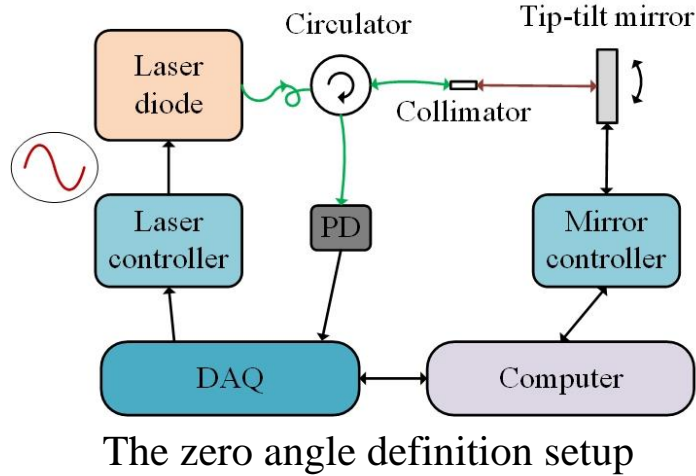 Circulator
Tip-tilt mirror
Laser
diode
Collimator
Laser
controller
PD
Mirror
controller
DAQ
Computer
The zero angle definition setup